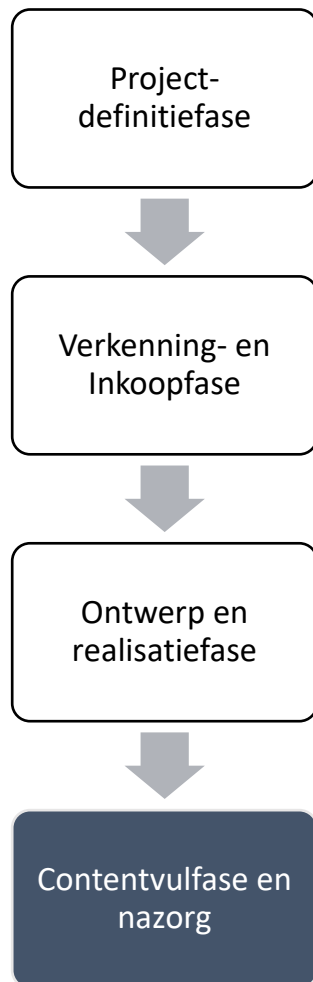 Project-
definitiefase
Verkenning- en
Inkoopfase
Ontwerp en
realisatiefase
Contentvulfase en
nazorg